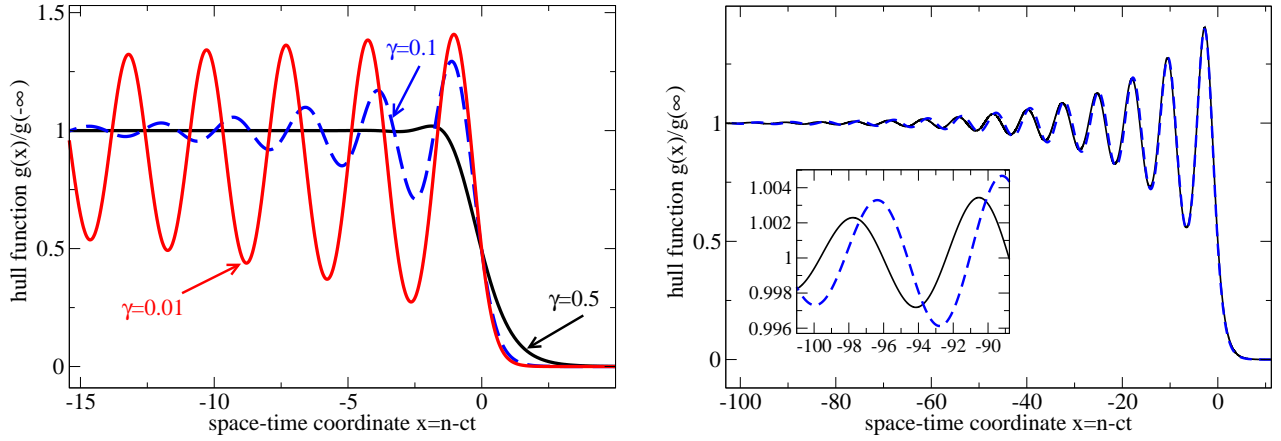 hull function g(x)/g(-∞)
1.5
1
0.5
0
γ=0.1
γ=0.01
γ=0.5
-15 -10 -5 0
space-time coordinate x=n-ct
hull function g(x)/g(∞)
1
0.5
0
1.004
1.002
1
0.998
0.996
-100 -98 -96 -94 -92 -90
-100 -80 -60 -40 -20 0
space-time coordinate x=n-ct